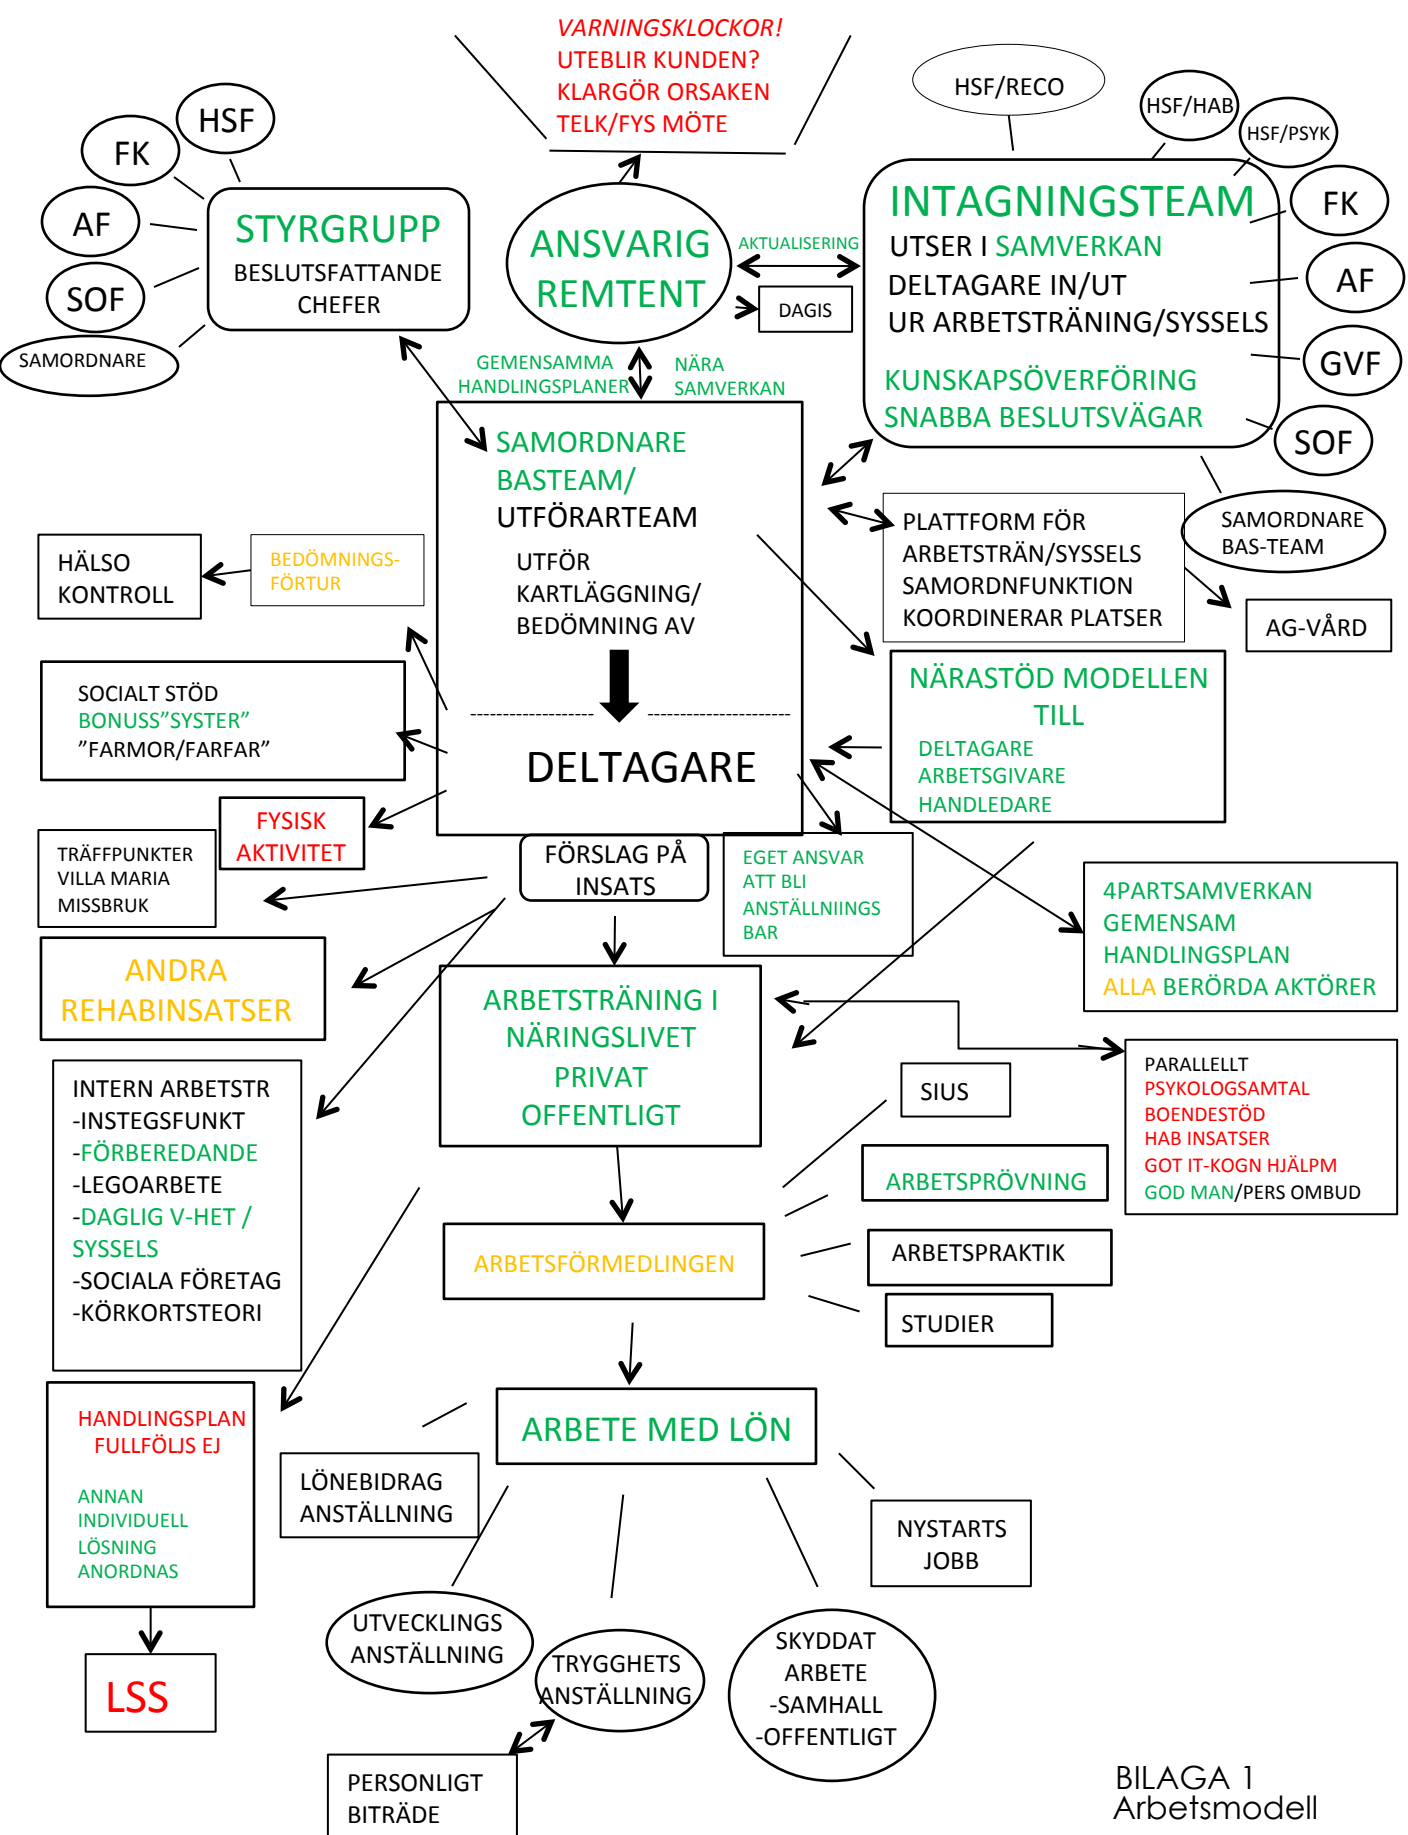 VARNINGSKLOCKOR!
UTEBLIR KUNDEN?
KLARGÖR ORSAKEN
TELK/FYS MÖTE
HSF
FK
AF
SOF
SAMORDNARE
STYRGRUPP
BESLUTSFATTANDE
CHEFER
ANSVARIG
REMTENT
AKTUALISERING
DAGIS
HSF/RECO
HSF/HAB
HSF/PSYK
FK
AF
GVF
SOF
SAMORDNARE
BAS-TEAM
INTAGNINGSTEAM
UTSER I SAMVERKAN
DELTAGARE IN/UT
UR ARBETSTRÄNING/SYSSELS
KUNSKAPSÖVERFÖRING
SNABBA BESLUTSVÄGAR
GEMENSAMMA
HANDLINGSPLANER
NÄRA
SAMVERKAN
SAMORDNARE
BASTEAM/
UTFÖRARTEAM
UTFÖR
KARTLÄGGNING/
BEDÖMNING AV
DELTAGARE
PLATTFORM FÖR
ARBETSTRÄN/SYSSELS
SAMORDNFUNKTION
KOORDINERAR PLATSER
AG-VÅRD
HÄLSO
KONTROLL
BEDÖMNINGS-
FÖRTUR
SOCIALT STÖD
BONUSS"SYSTER"
"FARMOR/FARFAR"
FYSISK
AKTIVITET
TRÄFFPUNKTER
VILLA MARIA
MISSBRUK
NÄRASTÖD MODELLEN
TILL
DELTAGARE
ARBETSGIVARE
HANDLEDARE
FÖRSLAG PÅ
INSATS
EGET ANSVAR
ATT BLI
ANSTÄLLNIINGS
BAR
4PARTSAMVERKAN
GEMENSAM
HANDLINGSPLAN
ALLA BERÖRDA AKTÖRER
ANDRA
REHABINSATSER
ARBETSTRÄNING I
NÄRINGSLIVET
PRIVAT
OFFENTLIGT
PARALLELLT
PSYKOLOGSAMTAL
BOENDESTÖD
HAB INSATSER
GOT IT-KOGN HJÄLPM
GOD MAN/PERS OMBUD
INTERN ARBETSTR
-INSTEGSFUNKT
-FÖRBEREDANDE
-LEGOARBETE
-DAGLIG V-HET /
SYSSELS
-SOCIALA FÖRETAG
-KÖRKORTSTEORI
SIUS
ARBETSPRÖVNING
ARBETSPRAKTIK
STUDIER
ARBETSFÖRMEDLINGEN
HANDLINGSPLAN
FULLFÖLJS EJ
ANNAN
INDIVIDUELL
LÖSNING
ANORDNAS
LSS
ARBETE MED LÖN
LÖNEBIDRAG
ANSTÄLLNING
NYSTARTS
JOBB
UTVECKLINGS
ANSTÄLLNING
TRYGGHETS
ANSTÄLLNING
SKYDDAT
ARBETE
-SAMHALL
-OFFENTLIGT
PERSONLIGT
BITRÄDE
BILAGA 1
Arbetsmodell